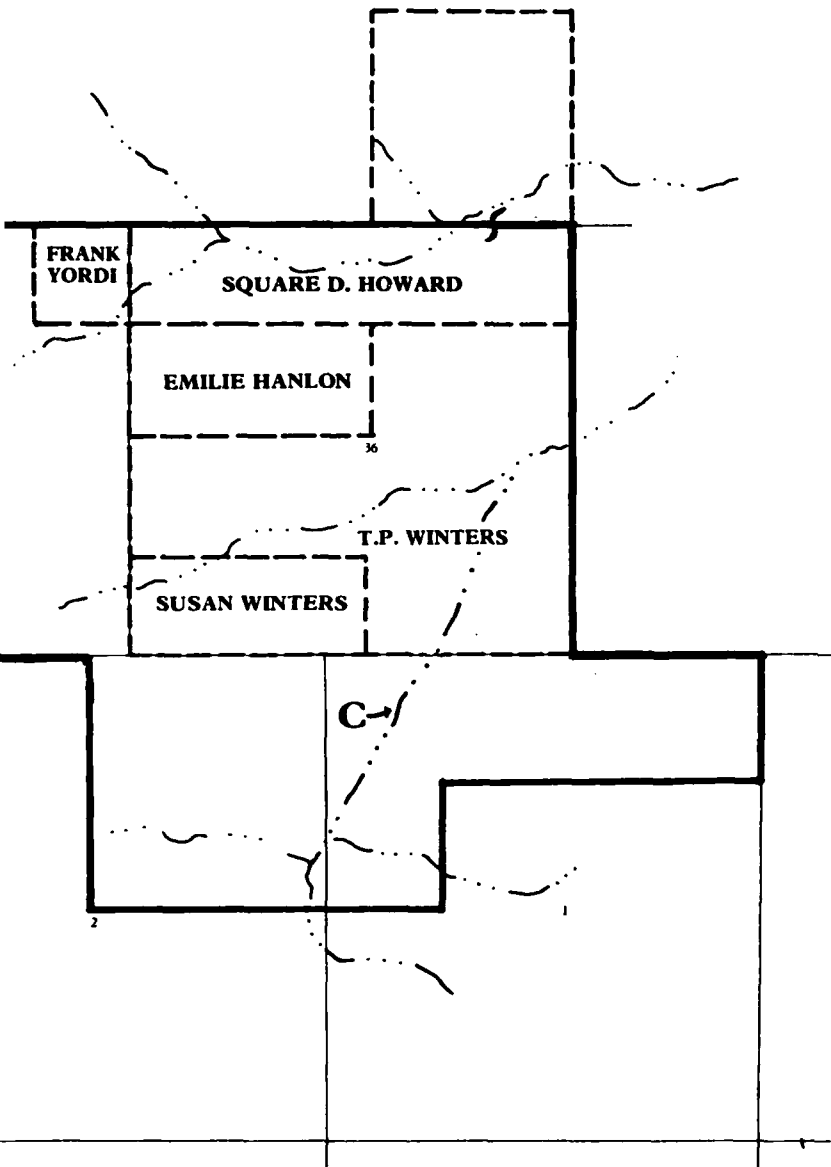 FRANK
YORDI
SQUARE D. HOWARD
EMILIE HANLON
36
T.P. WINTERS
SUSAN WINTERS
C
2
1